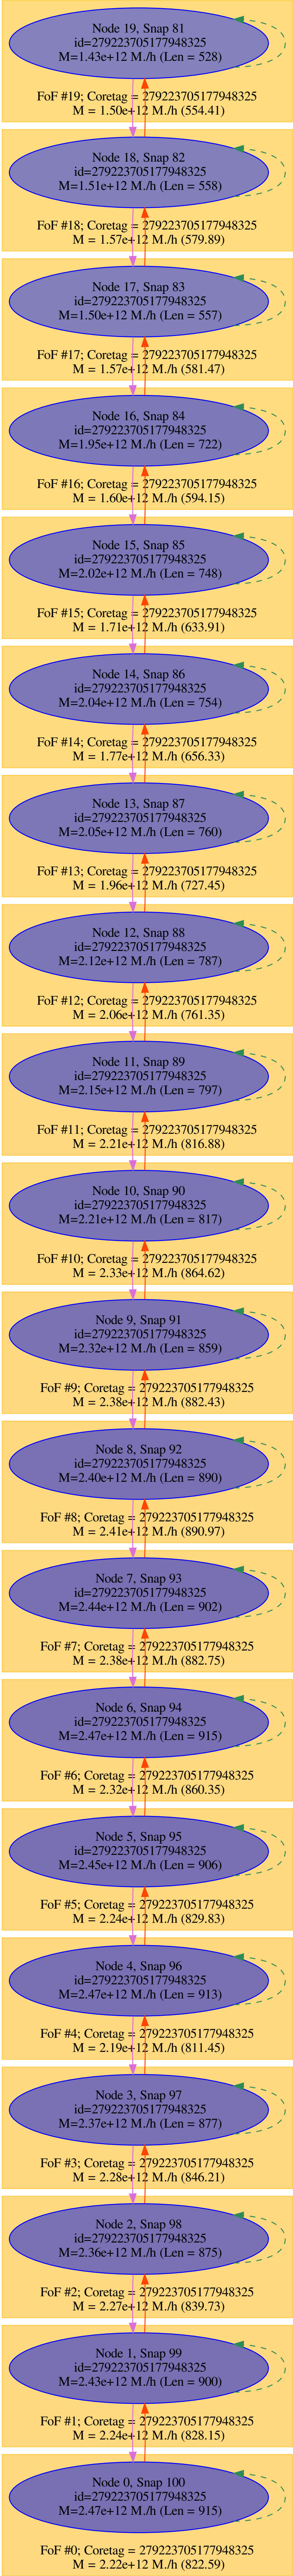 Node 19, Snap 81
id=279223705177948325
M=1.43e+12 M./h (Len = 528)
FoF #19; Coretag = 279223705177948325
M = 1.50e+12 M./h (554.41)
Node 18, Snap 82
id=279223705177948325
M=1.51e+12 M./h (Len = 558)
FoF #18; Coretag = 279223705177948325
M = 1.57e+12 M./h (579.89)
Node 17, Snap 83
id=279223705177948325
M=1.50e+12 M./h (Len = 557)
FoF #17; Coretag = 279223705177948325
M = 1.57e+12 M./h (581.47)
Node 16, Snap 84
id=279223705177948325
M=1.95e+12 M./h (Len = 722)
FoF #16; Coretag = 279223705177948325
M = 1.60e+12 M./h (594.15)
Node 15, Snap 85
id=279223705177948325
M=2.02e+12 M./h (Len = 748)
FoF #15; Coretag = 279223705177948325
M = 1.71e+12 M./h (633.91)
Node 14, Snap 86
id=279223705177948325
M=2.04e+12 M./h (Len = 754)
FoF #14; Coretag = 279223705177948325
M = 1.77e+12 M./h (656.33)
Node 13, Snap 87
id=279223705177948325
M=2.05e+12 M./h (Len = 760)
FoF #13; Coretag = 279223705177948325
M = 1.96e+12 M./h (727.45)
Node 12, Snap 88
id=279223705177948325
M=2.12e+12 M./h (Len = 787)
FoF #12; Coretag = 279223705177948325
M = 2.06e+12 M./h (761.35)
Node 11, Snap 89
id=279223705177948325
M=2.15e+12 M./h (Len = 797)
FoF #11; Coretag = 279223705177948325
M = 2.21e+12 M./h (816.88)
Node 10, Snap 90
id=279223705177948325
M=2.21e+12 M./h (Len = 817)
FoF #10; Coretag = 279223705177948325
M = 2.33e+12 M./h (864.62)
Node 9, Snap 91
id=279223705177948325
M=2.32e+12 M./h (Len = 859)
FoF #9; Coretag = 279223705177948325
M = 2.38e+12 M./h (882.43)
Node 8, Snap 92
id=279223705177948325
M=2.40e+12 M./h (Len = 890)
FoF #8; Coretag = 279223705177948325
M = 2.41e+12 M./h (890.97)
Node 7, Snap 93
id=279223705177948325
M=2.44e+12 M./h (Len = 902)
FoF #7; Coretag = 279223705177948325
M = 2.38e+12 M./h (882.75)
Node 6, Snap 94
id=279223705177948325
M=2.47e+12 M./h (Len = 915)
FoF #6; Coretag = 279223705177948325
M = 2.32e+12 M./h (860.35)
Node 5, Snap 95
id=279223705177948325
M=2.45e+12 M./h (Len = 906)
FoF #5; Coretag = 279223705177948325
M = 2.24e+12 M./h (829.83)
Node 4, Snap 96
id=279223705177948325
M=2.47e+12 M./h (Len = 913)
FoF #4; Coretag = 279223705177948325
M = 2.19e+12 M./h (811.45)
Node 3, Snap 97
id=279223705177948325
M=2.37e+12 M./h (Len = 877)
FoF #3; Coretag = 279223705177948325
M = 2.28e+12 M./h (846.21)
Node 2, Snap 98
id=279223705177948325
M=2.36e+12 M./h (Len = 875)
FoF #2; Coretag = 279223705177948325
M = 2.27e+12 M./h (839.73)
Node 1, Snap 99
id=279223705177948325
M=2.43e+12 M./h (Len = 900)
FoF #1; Coretag = 279223705177948325
M = 2.24e+12 M./h (828.15)
Node 0, Snap 100
id=279223705177948325
M=2.47e+12 M./h (Len = 915)
FoF #0; Coretag = 279223705177948325
M = 2.22e+12 M./h (822.59)